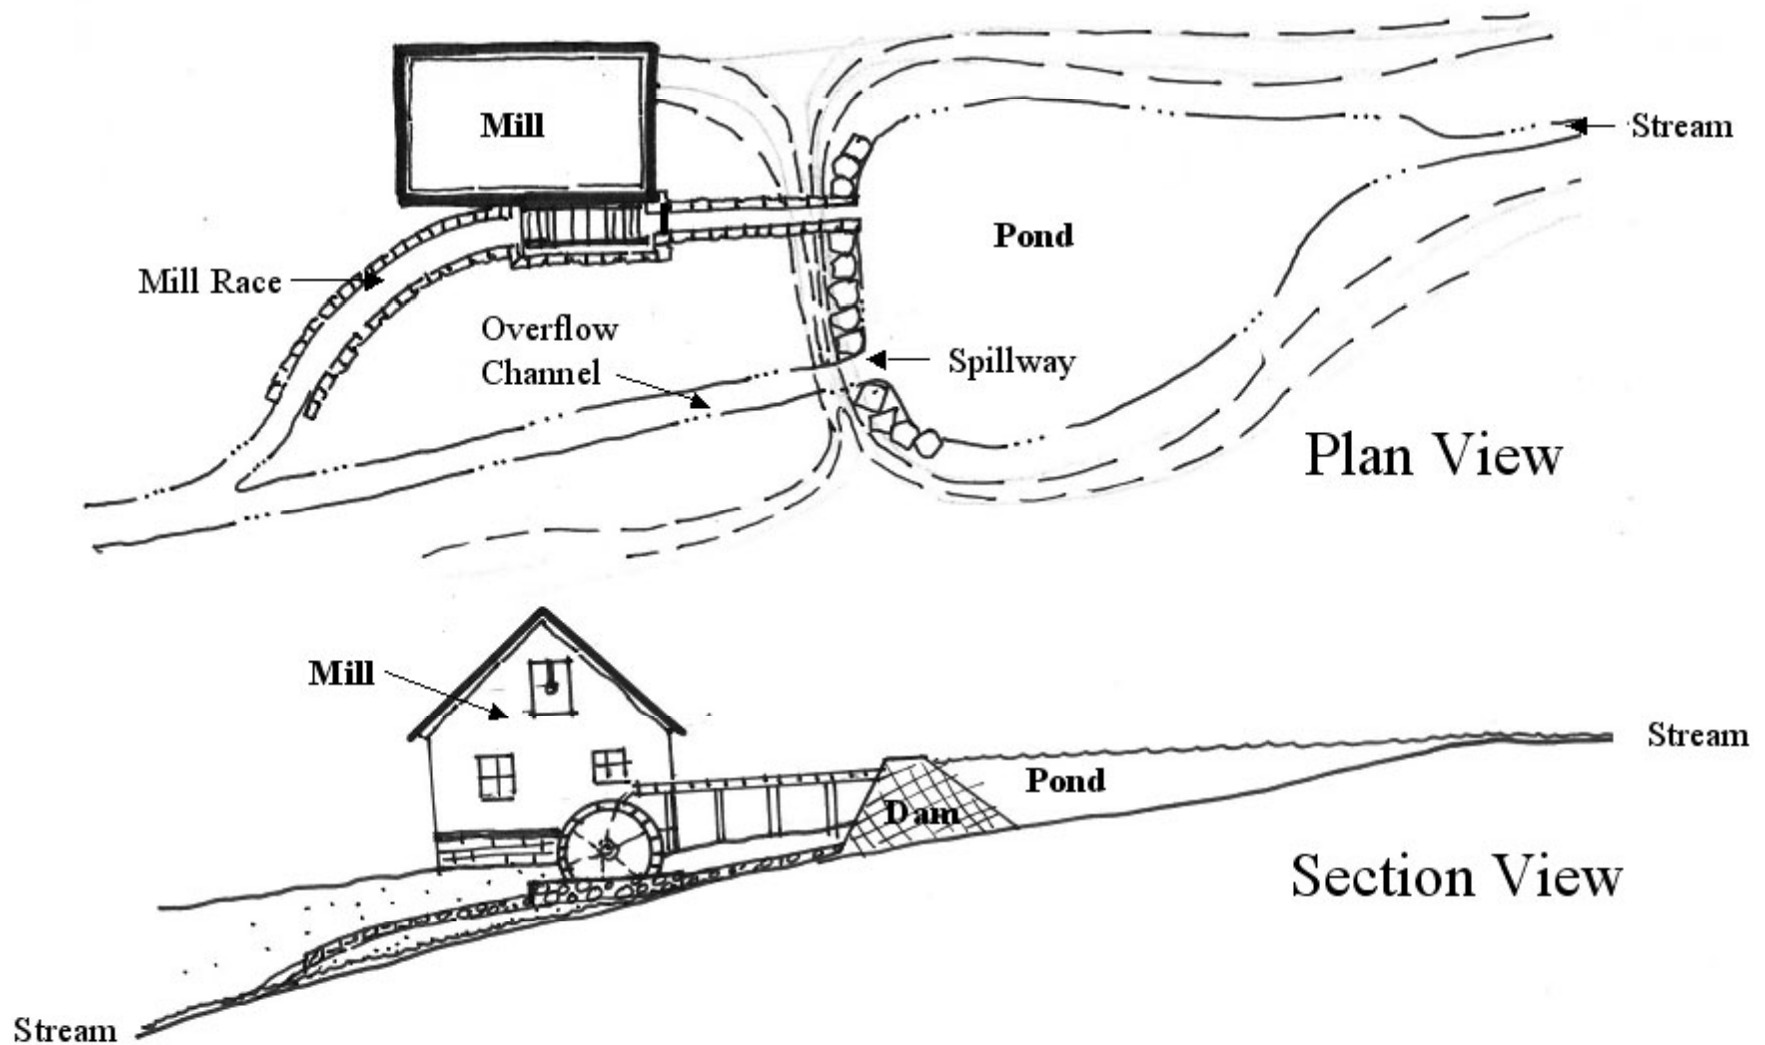 Mill
Stream
Pond
Mill Race
Overflow
Channel
Spillway
Plan View
Mill
Stream
Pond
Dam
Section View
Stream